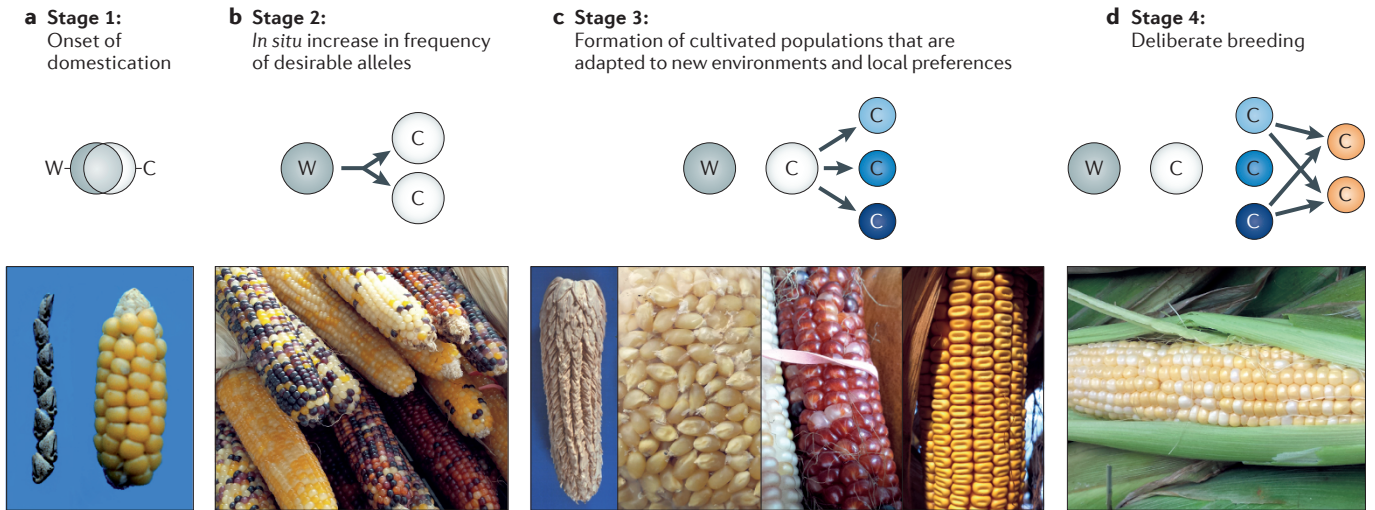 a Stage 1:
Onset of
domestication
b Stage 2:
In situ increase in frequency
of desirable alleles
c Stage 3:
Formation of cultivated populations that are
adapted to new environments and local preferences
d Stage 4:
Deliberate breeding
W C
W
C
C
W
C
C
C
C
W
C
C
C
C
C
C